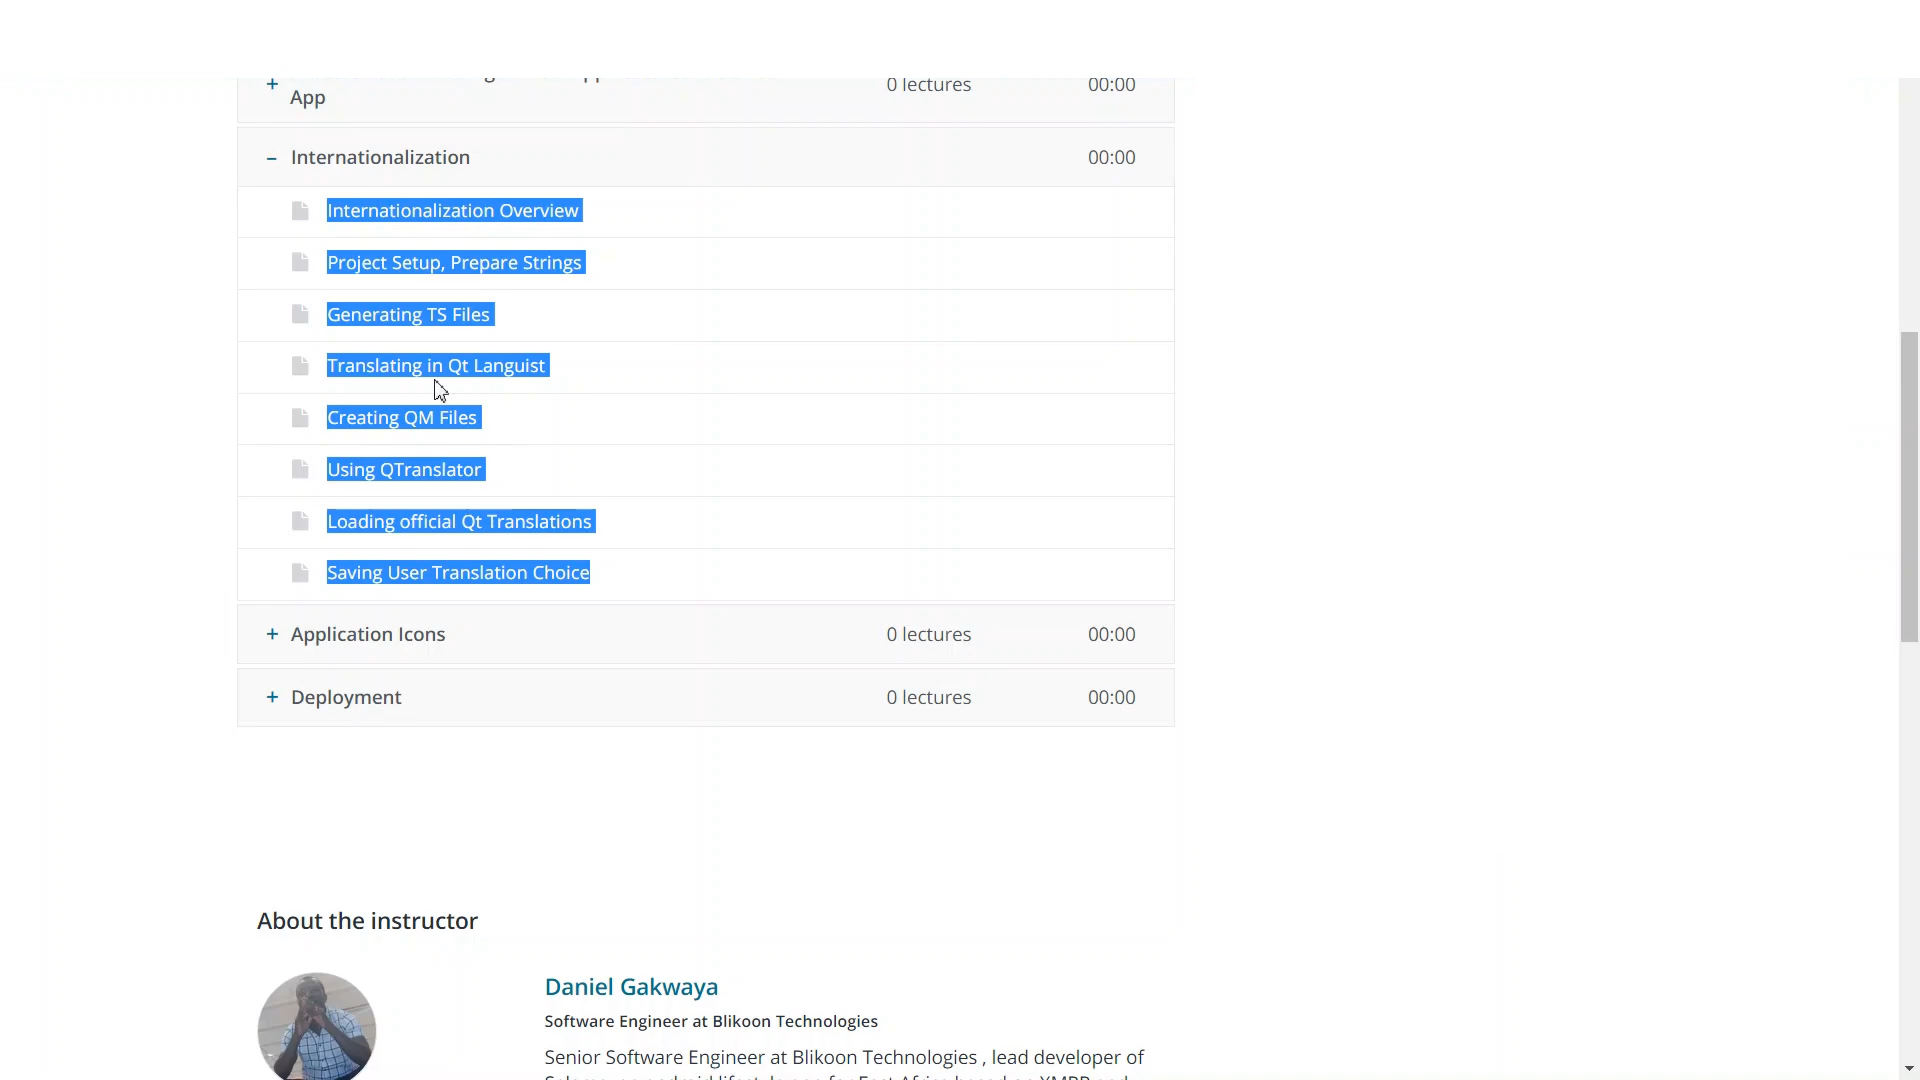 App
0 lectures
00:00
Internationalization
00:00
Internationalization Overview
Project Setup, Prepare Strings
Generating TS Files
Translating in Qt Languist
Creating QM Files
Using QTranslator
Loading official Qt Translations
Saving User Translation Choice
Application Icons
0 lectures
00:00
Deployment
0 lectures
00:00
About the instructor
Daniel Gakwaya
Software Engineer at Blikoon Technologies
Senior Software Engineer at Blikoon Technologies , lead developer of